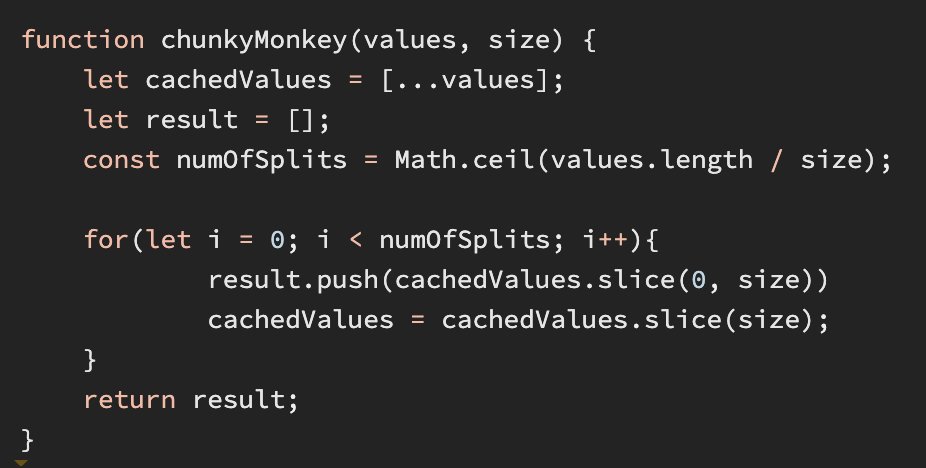 function chunkyMonkey(values, size) {
    let cachedValues = [...values];
    let result = [];
    const numOfSplits = Math.ceil(values.length / size);

    for(let i = 0; i < numOfSplits; i++){
            result.push(cachedValues.slice(0, size))
            cachedValues = cachedValues.slice(size);
    }
    return result;
}